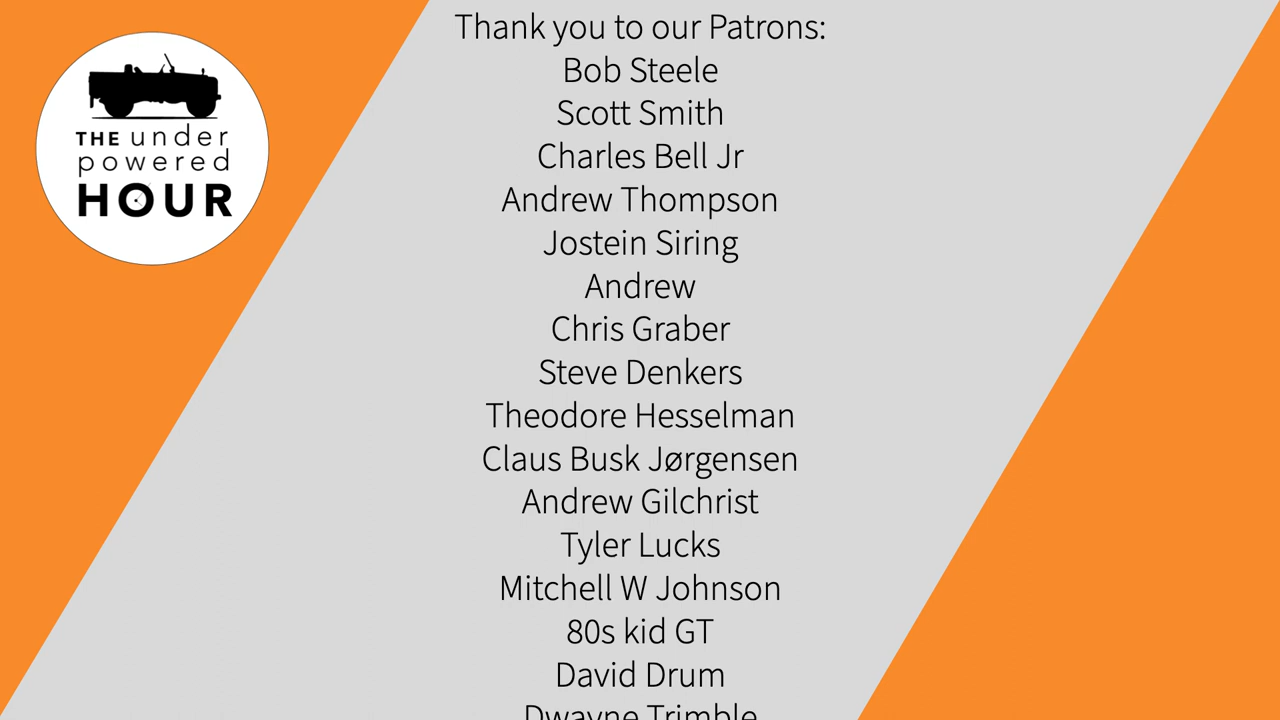 THE under
powered
HOUR
Thank you to our Patrons:
Bob Steele
Scott Smith
Charles Bell Jr
Andrew Thompson
Jostein Siring
Andrew
Chris Graber
Steve Denkers
Theodore Hesselman
Claus Busk Jørgensen
Andrew Gilchrist
Tyler Lucks
Mitchell W Johnson
80s kid GT
David Drum
Dwayne Trimble